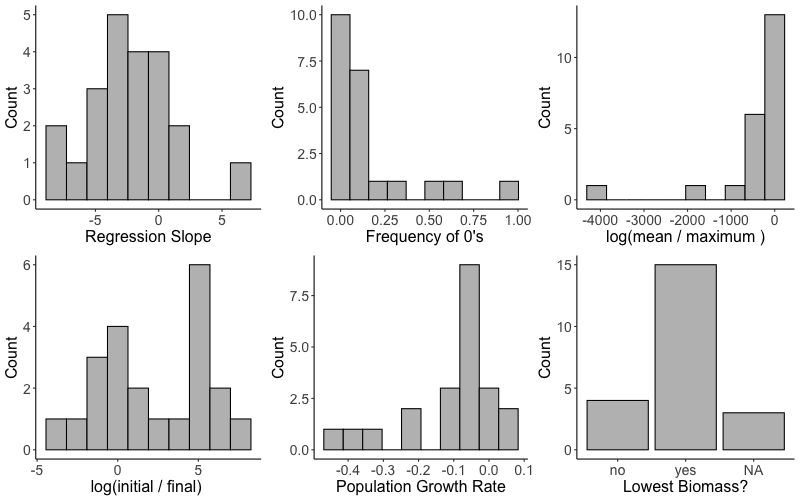 5
4
3
2
1
0
Count
-5 0 5
Regression Slope
10.0
7.5
5.0
2.5
0.0
Count
0.00 0.25 0.50 0.75 1.00
Frequency of 0's
10
5
0
Count
-4000 -3000 -2000 -1000 0
log(mean / maximum )
6
4
2
0
Count
-5 0 5
log(initial / final)
7.5
5.0
2.5
0.0
Count
-0.4 -0.3 -0.2 -0.1 0.0 0.1
Population Growth Rate
15
10
5
0
Count
no yes NA
Lowest Biomass?